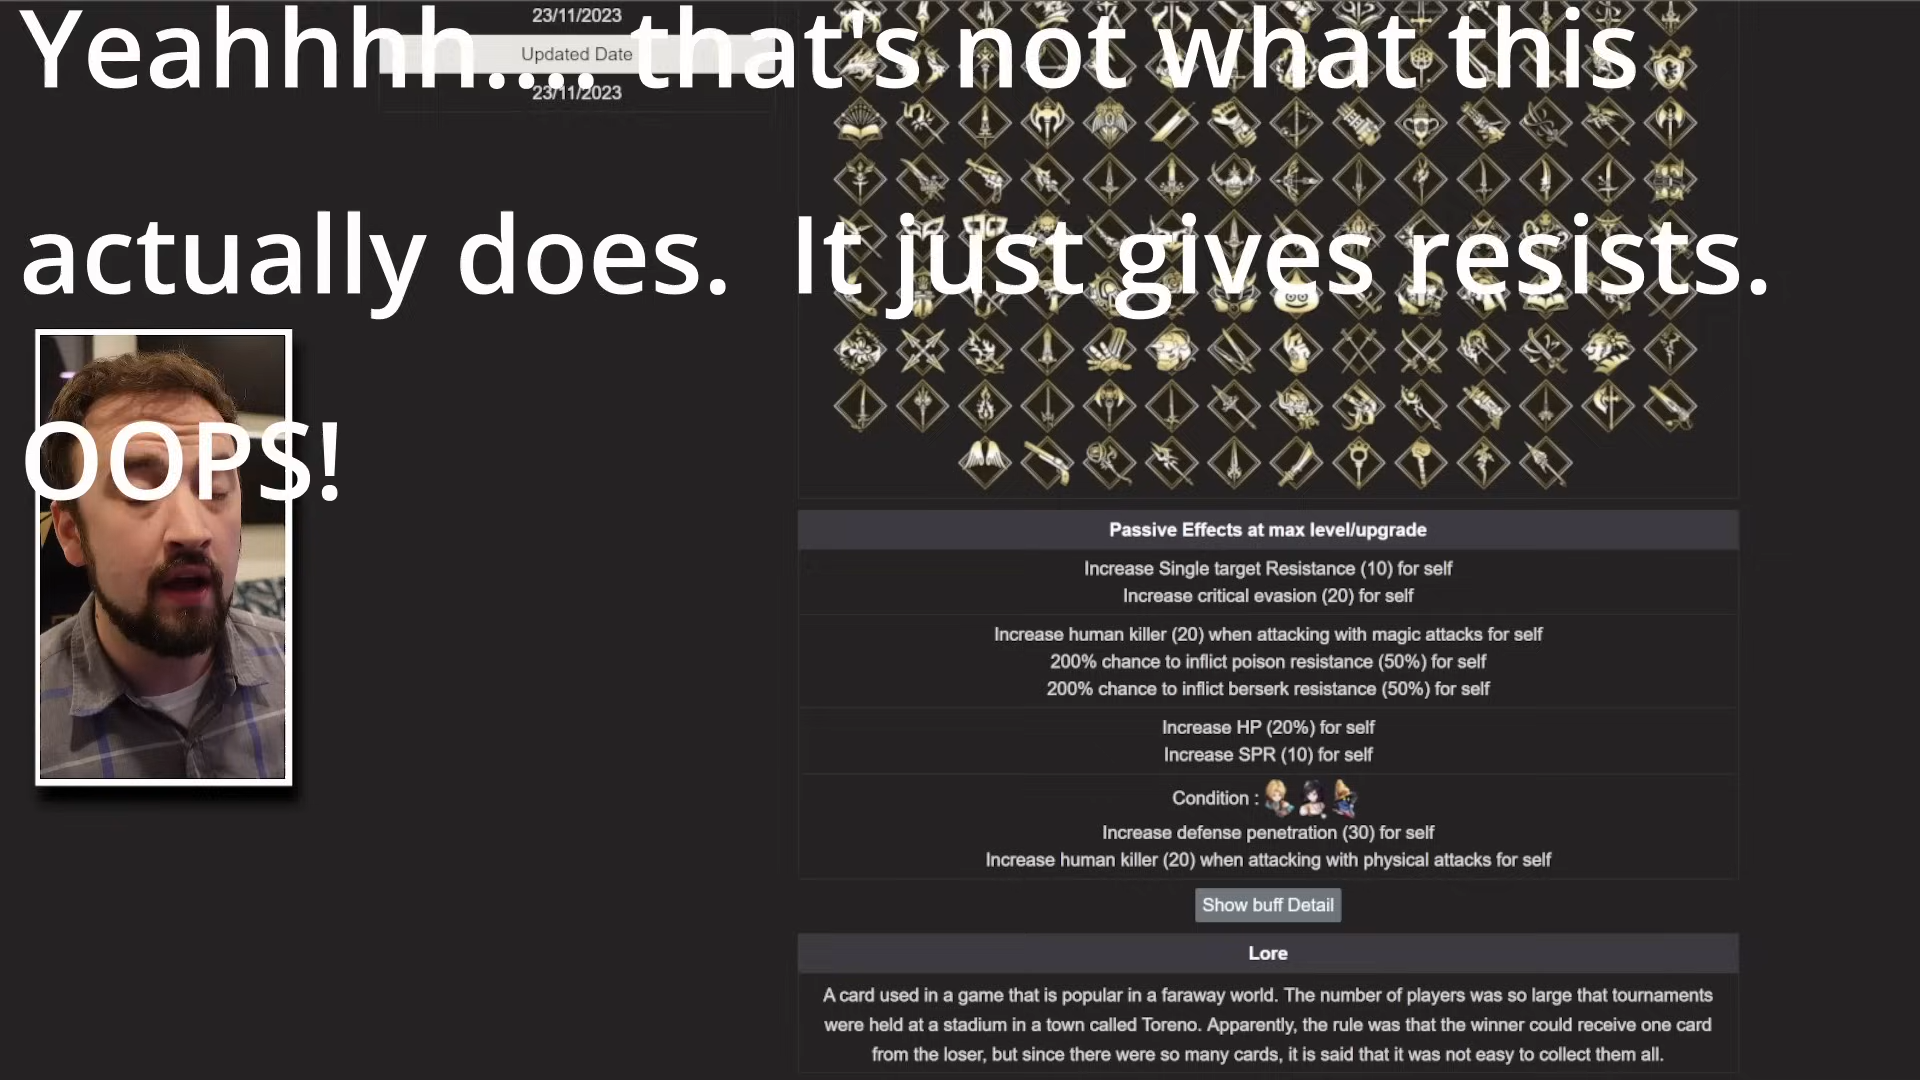 Yeahhhh.... that's not what this
actually does.  It just gives resists.
OOPS!
23/11/2023
Updated Date
23/11/2023
Passive Effects at max level/upgrade
Increase Single target Resistance (10) for self
Increase critical evasion (20) for self
Increase human killer (20) when attacking with magic attacks for self
200% chance to inflict poison resistance (50%) for self
200% chance to inflict berserk resistance (50%) for self
Increase HP (20%) for self
Increase SPR (10) for self
Condition :
Increase defense penetration (30) for self
Increase human killer (20) when attacking with physical attacks for self
Show buff Detail
Lore
A card used in a game that is popular in a faraway world. The number of players was so large that tournaments
were held at a stadium in a town called Toreno. Apparently, the rule was that the winner could receive one card
from the loser, but since there were so many cards, it is said that it was not easy to collect them all.